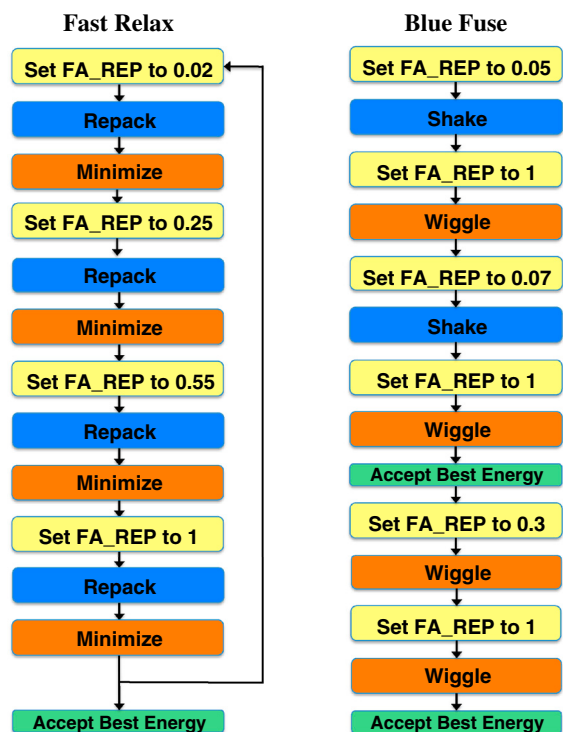 Fast Relax
Set FA_REP to 0.02
Repack
Minimize
Set FA_REP to 0.25
Repack
Minimize
Set FA_REP to 0.55
Repack
Minimize
Set FA_REP to 1
Repack
Minimize
Accept Best Energy
Blue Fuse
Set FA_REP to 0.05
Shake
Set FA_REP to 1
Wiggle
Set FA_REP to 0.07
Shake
Set FA_REP to 1
Wiggle
Accept Best Energy
Set FA_REP to 0.3
Wiggle
Set FA_REP to 1
Wiggle
Accept Best Energy